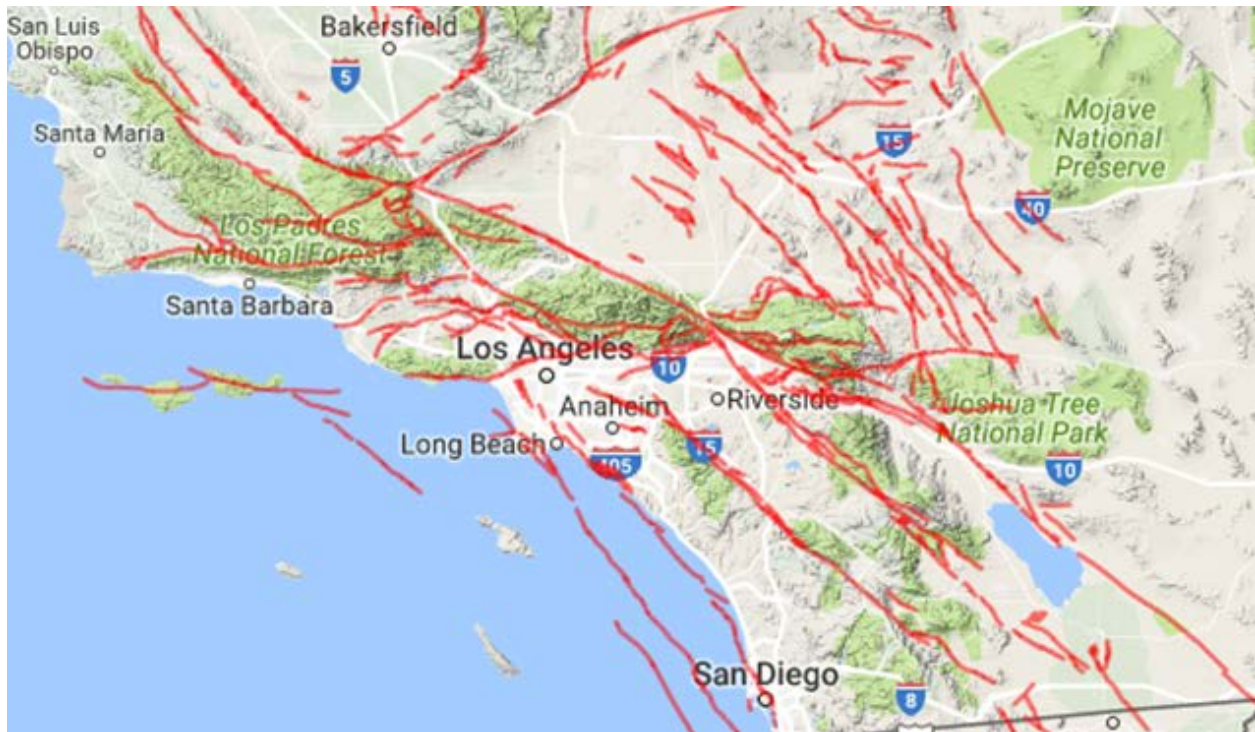 San Luis
Obispo
Bakersfield
5
Mojave
National
Preserve
Santa Maria
15
40
Los Padres
National Forest
Santa Barbara
Los Angeles
10
Anaheim
Riverside
Joshua Tree
National Park
Long Beach
15
405
10
San Diego
8